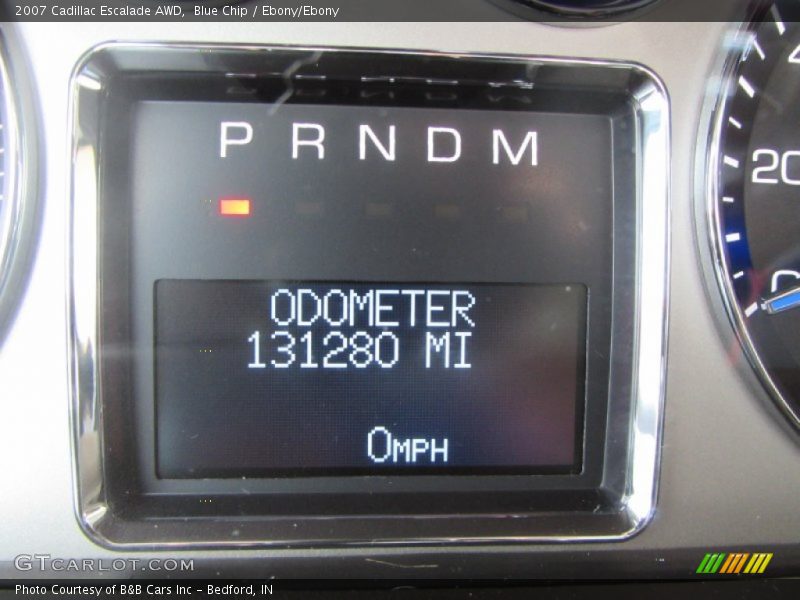 2007 Cadillac Escalade AWD, Blue Chip / Ebony/Ebony
P R N D M
20
0
ODOMETER
131280 MI
0MPH
GTCARLOT.COM
Photo Courtesy of B&B Cars Inc - Bedford, IN